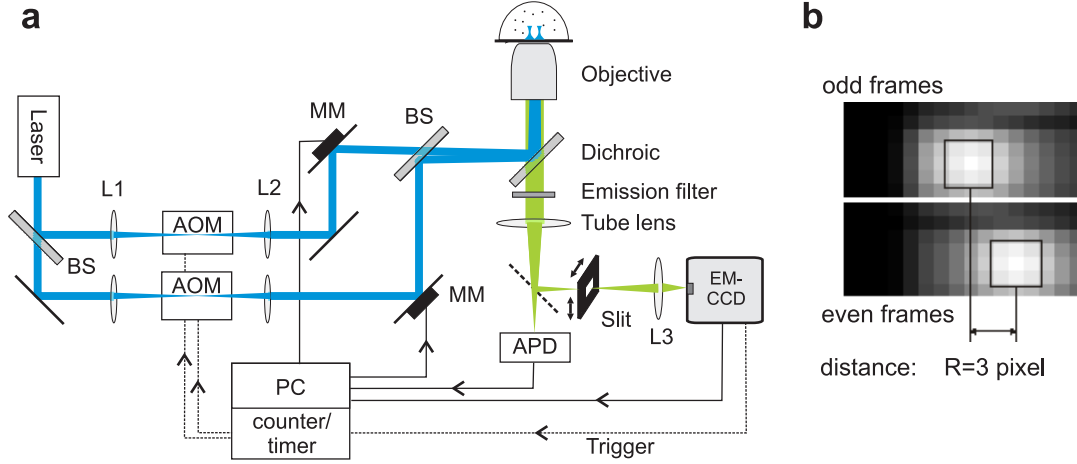 a
b
Objective
odd frames
MM
BS
Laser
Dichroic
L1
L2
Emission filter
AOM
Tube lens
BS
AOM
MM
EM-
CCD
Slit
L3
even frames
APD
distance: R=3 pixel
PC
counter/
timer
Trigger